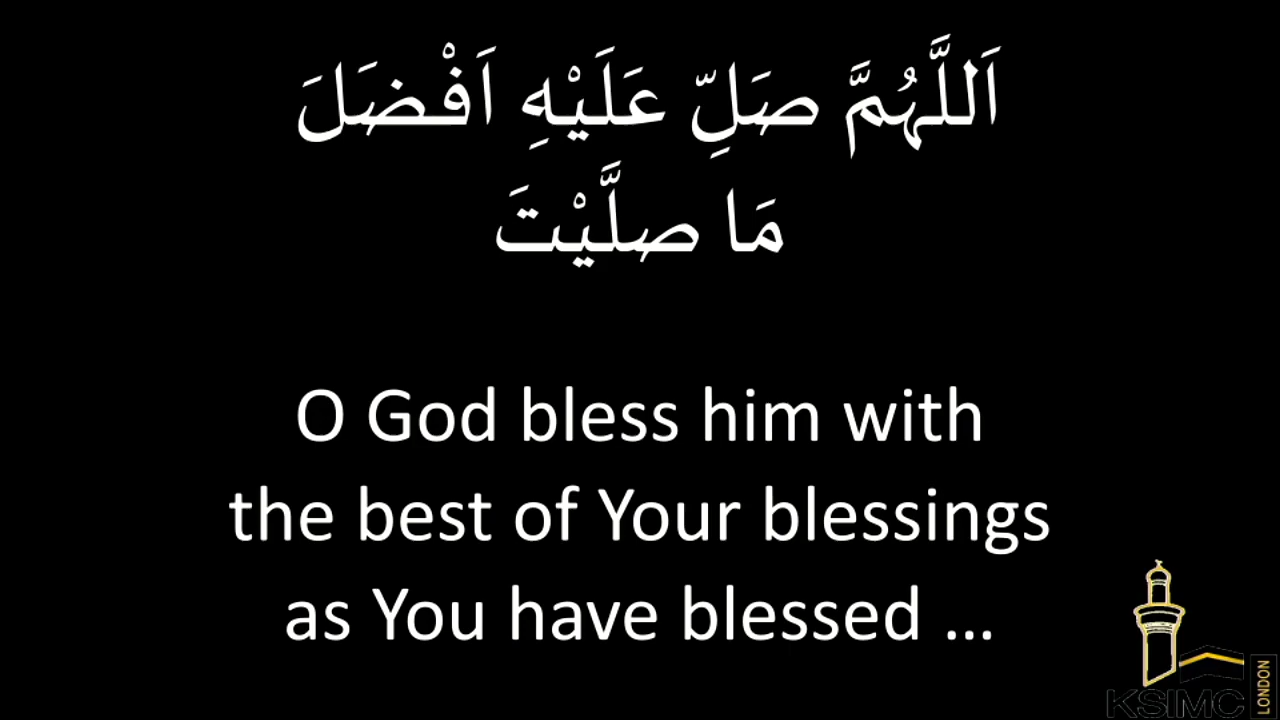 اَللَّهُمَّ صَلِّ عَلَيْهِ اَفْضَلَ
مَا صلَّيْتَ
O God bless him with
the best of Your blessings
as You have blessed ...
KSIMC
LONDON